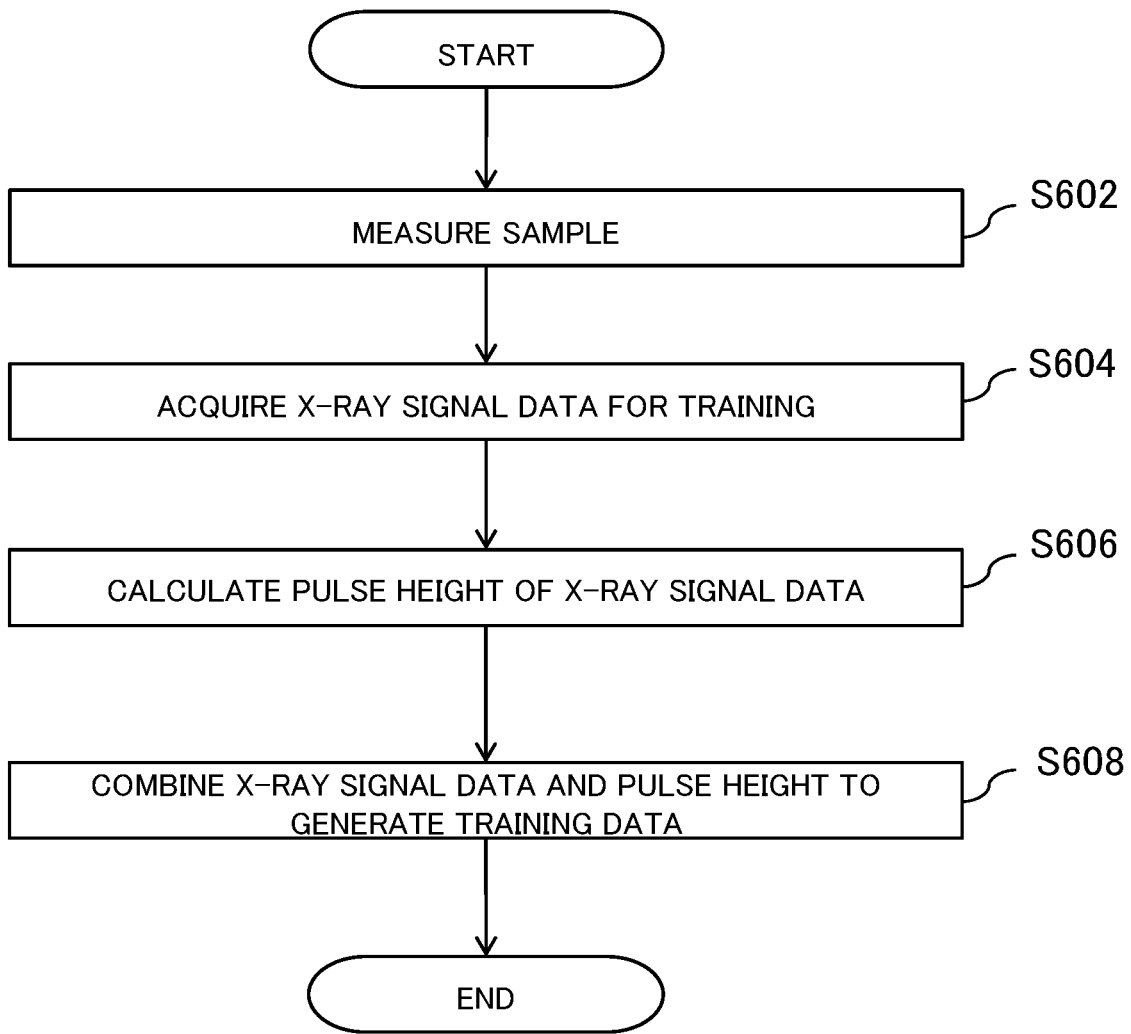 START
S602
MEASURE SAMPLE
S604
ACQUIRE X-RAY SIGNAL DATA FOR TRAINING
S606
CALCULATE PULSE HEIGHT OF X-RAY SIGNAL DATA
S608
COMBINE X-RAY SIGNAL DATA AND PULSE HEIGHT TO
GENERATE TRAINING DATA
END